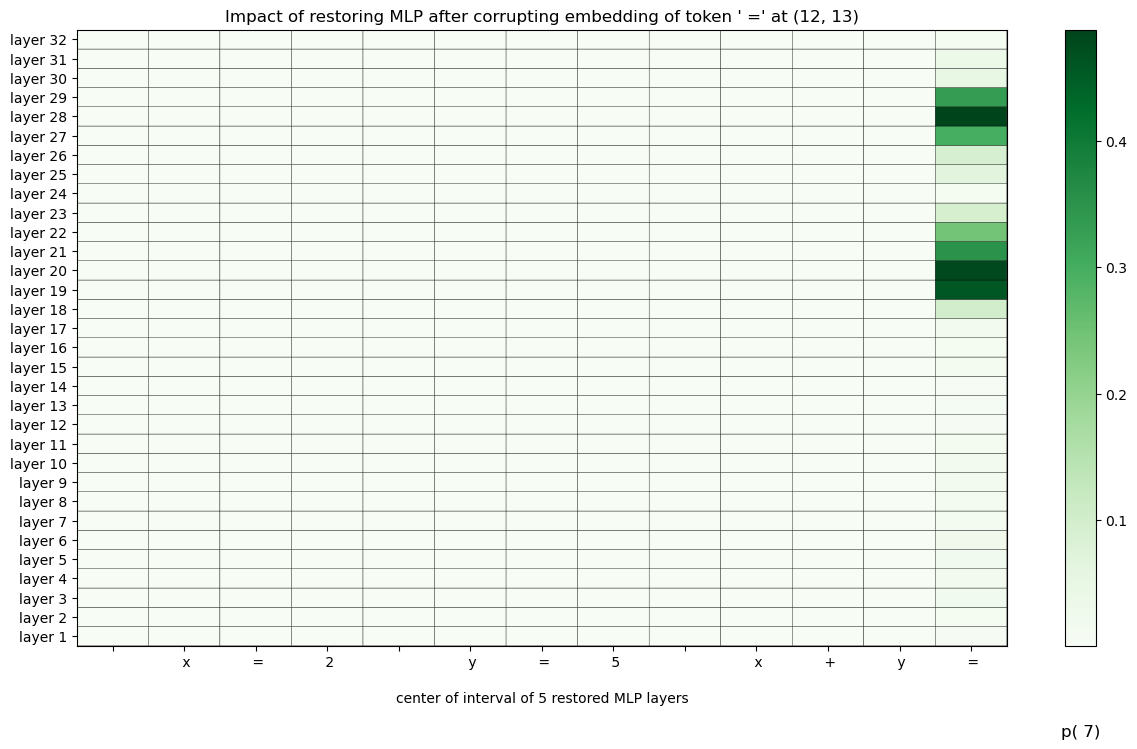 Impact of restoring MLP after corrupting embedding of token ' =' at (12, 13)
layer 32
layer 31
layer 30
layer 29
layer 28
layer 27
layer 26
layer 25
layer 24
layer 23
layer 22
layer 21
layer 20
layer 19
layer 18
layer 17
layer 16
layer 15
layer 14
layer 13
layer 12
layer 11
layer 10
layer 9
layer 8
layer 7
layer 6
layer 5
layer 4
layer 3
layer 2
layer 1
x = 2 y = 5 x + y =
center of interval of 5 restored MLP layers
0.4
0.3
0.2
0.1
p( 7)